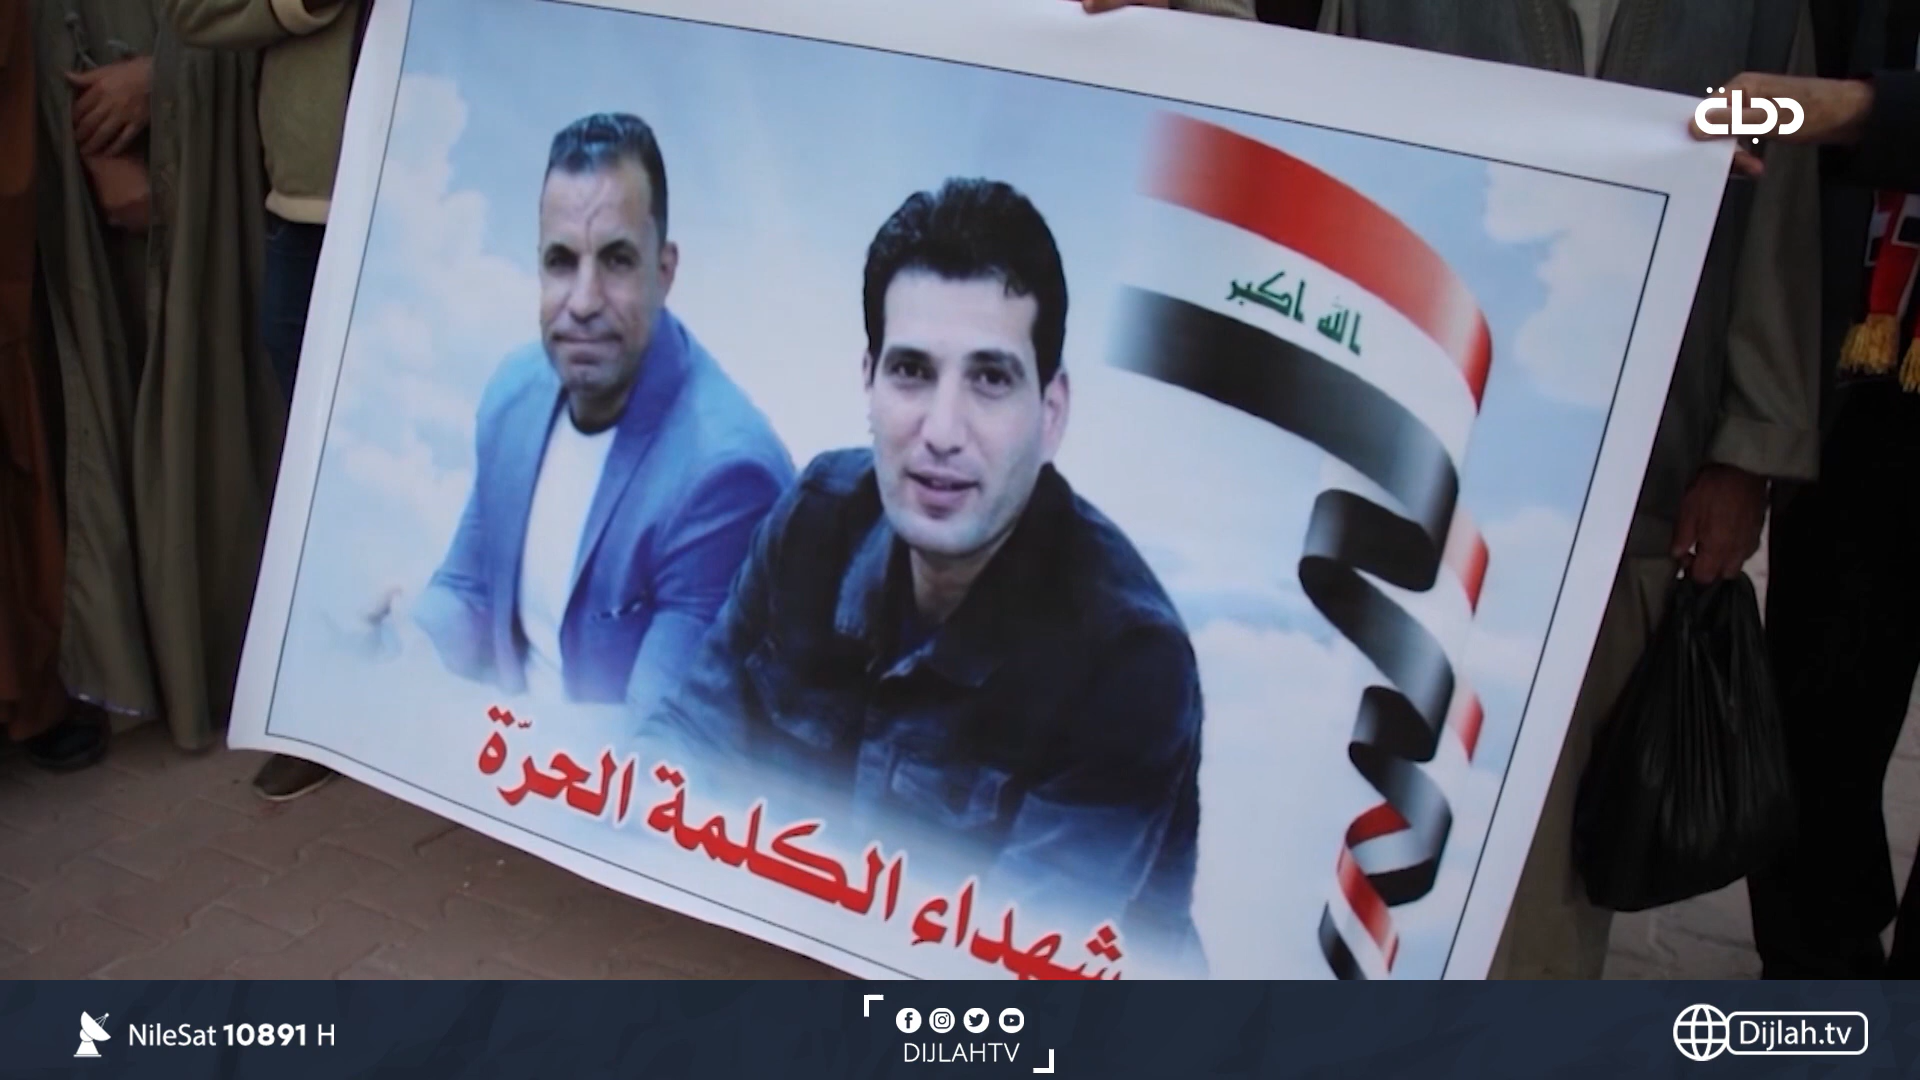 دجلة
الله اكبر
شهداء الكلمة الحرّة
NileSat 10891 H
DIJLAHTV
Dijlah.tv